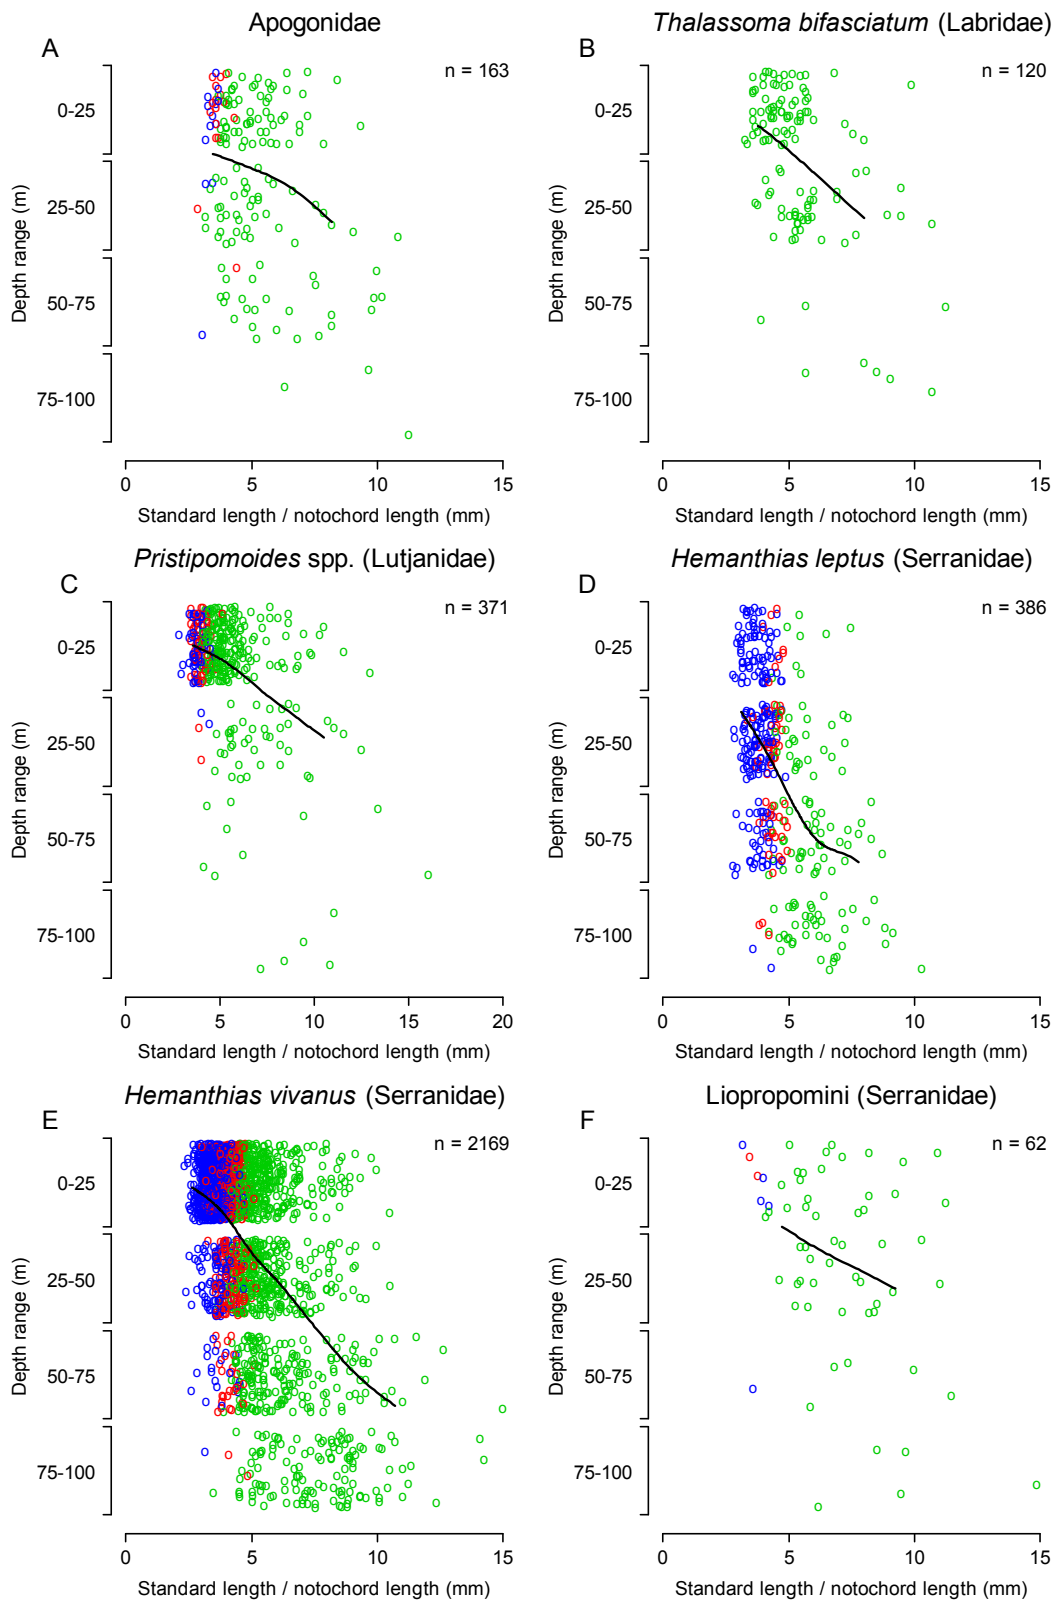 Apogonidae
A
n = 163
Depth range (m)
0-25
25-50
50-75
75-100
0 5 10 15
Standard length / notochord length (mm)
Thalassoma bifasciatum (Labridae)
B
n = 120
Depth range (m)
0-25
25-50
50-75
75-100
0 5 10 15
Standard length / notochord length (mm)
Pristipomoides spp. (Lutjanidae)
C
n = 371
Depth range (m)
0-25
25-50
50-75
75-100
0 5 10 15 20
Standard length / notochord length (mm)
Hemanthias leptus (Serranidae)
D
n = 386
Depth range (m)
0-25
25-50
50-75
75-100
0 5 10 15
Standard length / notochord length (mm)
Hemanthias vivanus (Serranidae)
E
n = 2169
Depth range (m)
0-25
25-50
50-75
75-100
0 5 10 15
Standard length / notochord length (mm)
Liopropomini (Serranidae)
F
n = 62
Depth range (m)
0-25
25-50
50-75
75-100
0 5 10 15
Standard length / notochord length (mm)